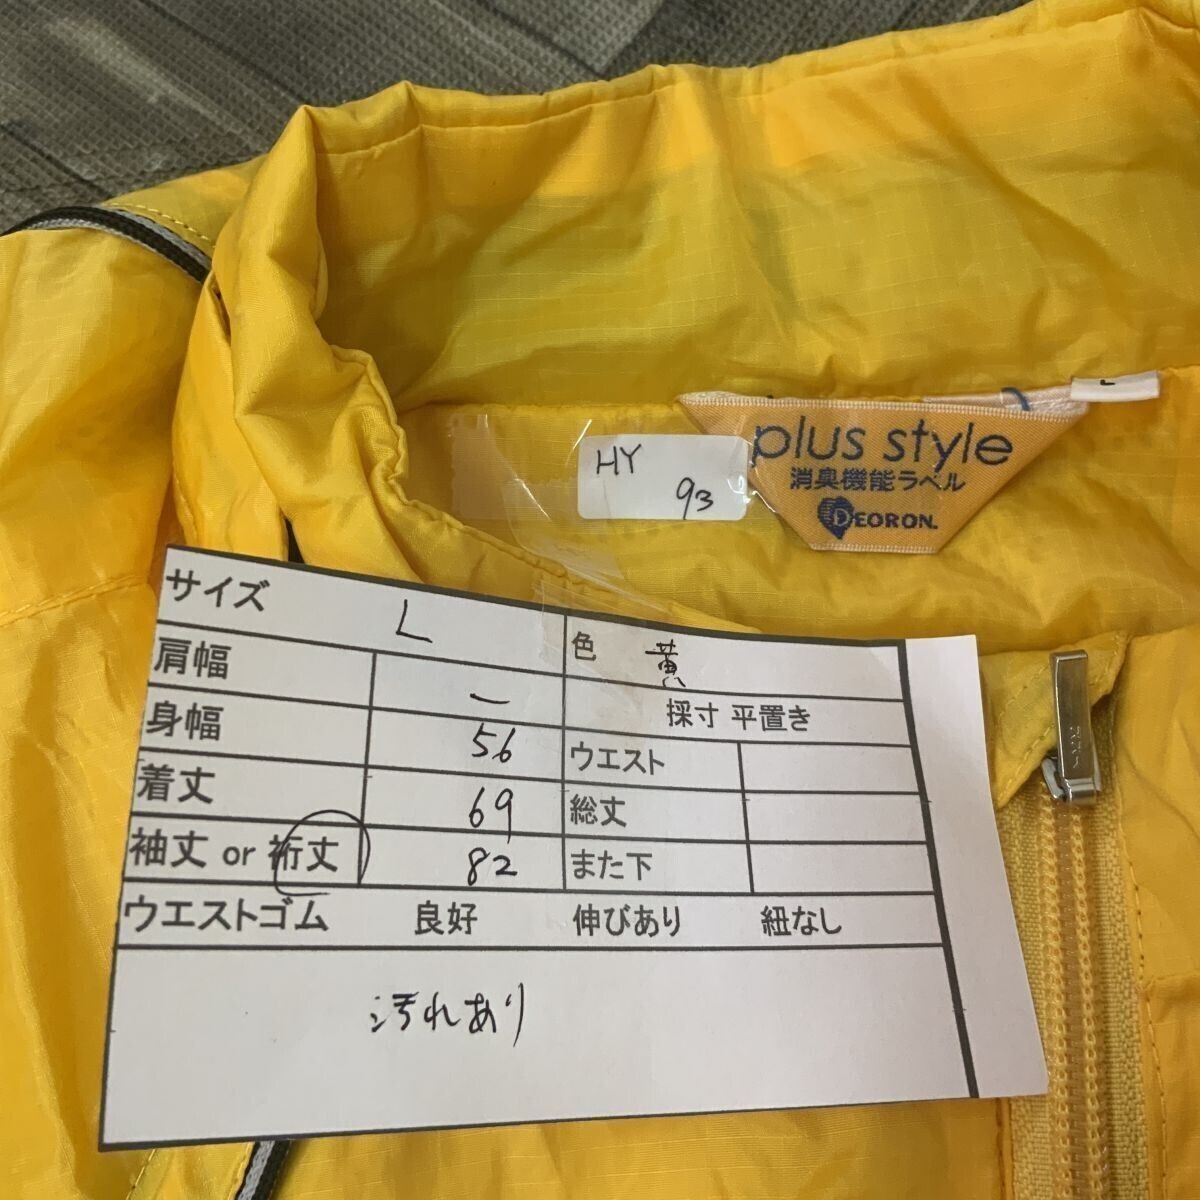 L
plus style
消臭機能ラベル
DEORON.
HY
93
サイズ L 色 黄
肩幅 ー 採寸 平置き
身幅 56 ウエスト
着丈 69 総丈
袖丈 or 裄丈 82 また下
ウエストゴム 良好 伸びあり 紐なし
汚れあり